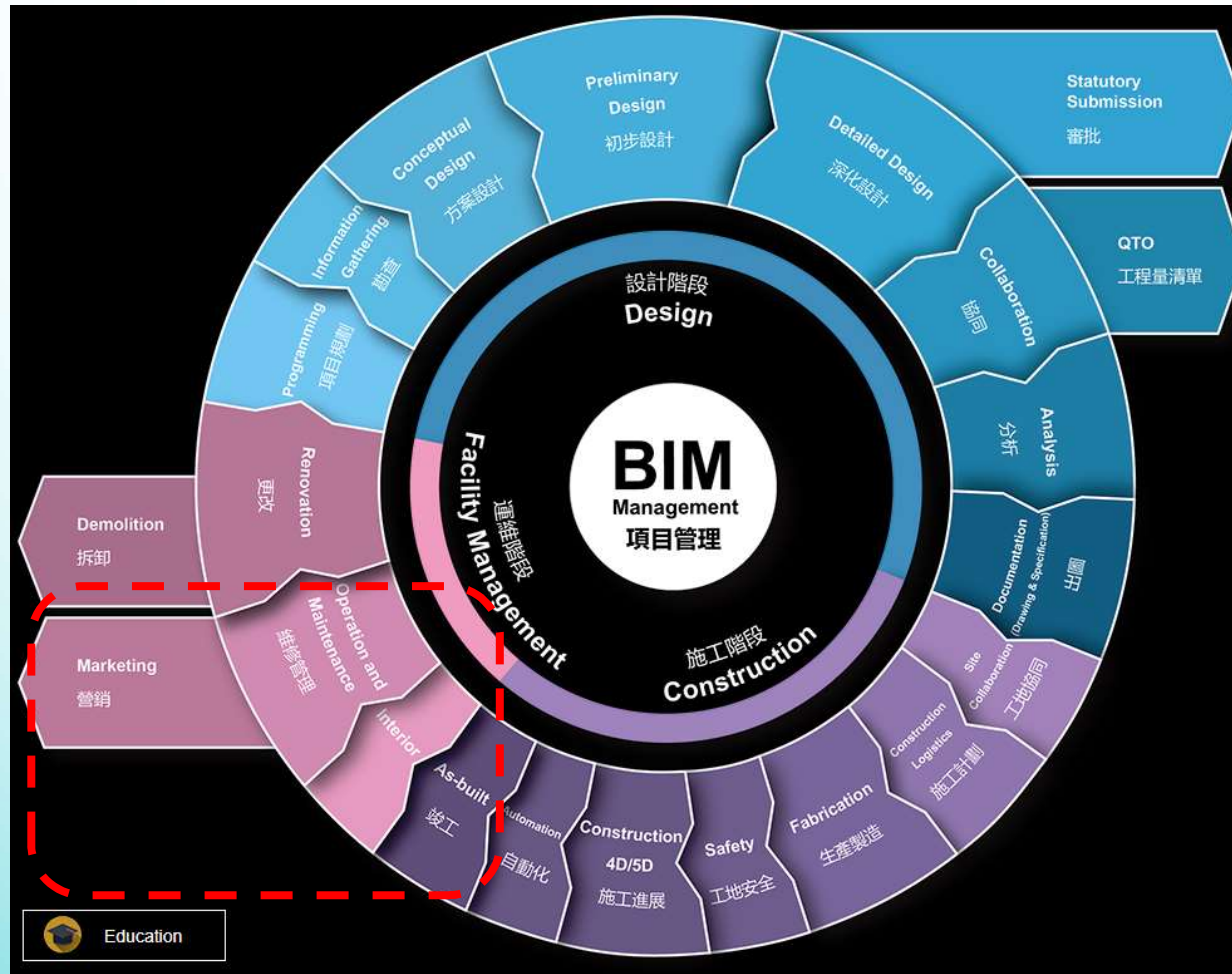 Preliminary
Design
初步設計
Detailed Design
深化設計
Statutory
Submission
審批
Collaboration
協同
QTO
工程量清單
Analysis
分析
Documentation
(Drawing & Specification)
圖出
Site
Collaboration
工地協同
Construction
Logistics
施工計劃
Fabrication
生產製造
Safety
工地安全
Construction
4D/5D
施工進展
Automation
自動化
As-built
竣工
Interior
Operation and
Maintenance
維修管理
Marketing
營銷
Renovation
更改
Demolition
拆卸
Programming
項目規劃
Information
Gathering
勘查
Conceptual
Design
方案設計
設計階段
Design
施工階段
Construction
運維階段
Facility Management
BIM
Management
項目管理
Education